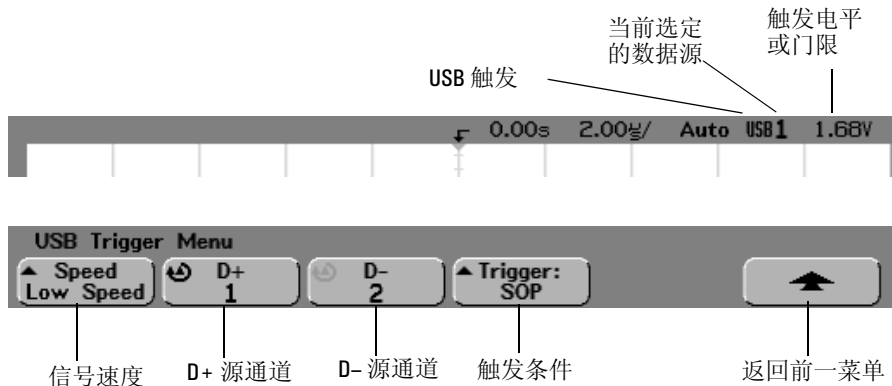 当前选定
的数据源
触发电平
或门限
USB 触发
0.00s 2.00㎲/ Auto USB 1 1.68V
USB Trigger Menu
Speed
Low Speed
D+
1
D-
2
Trigger:
SOP
信号速度
D+ 源通道
D- 源通道
触发条件
返回前一菜单